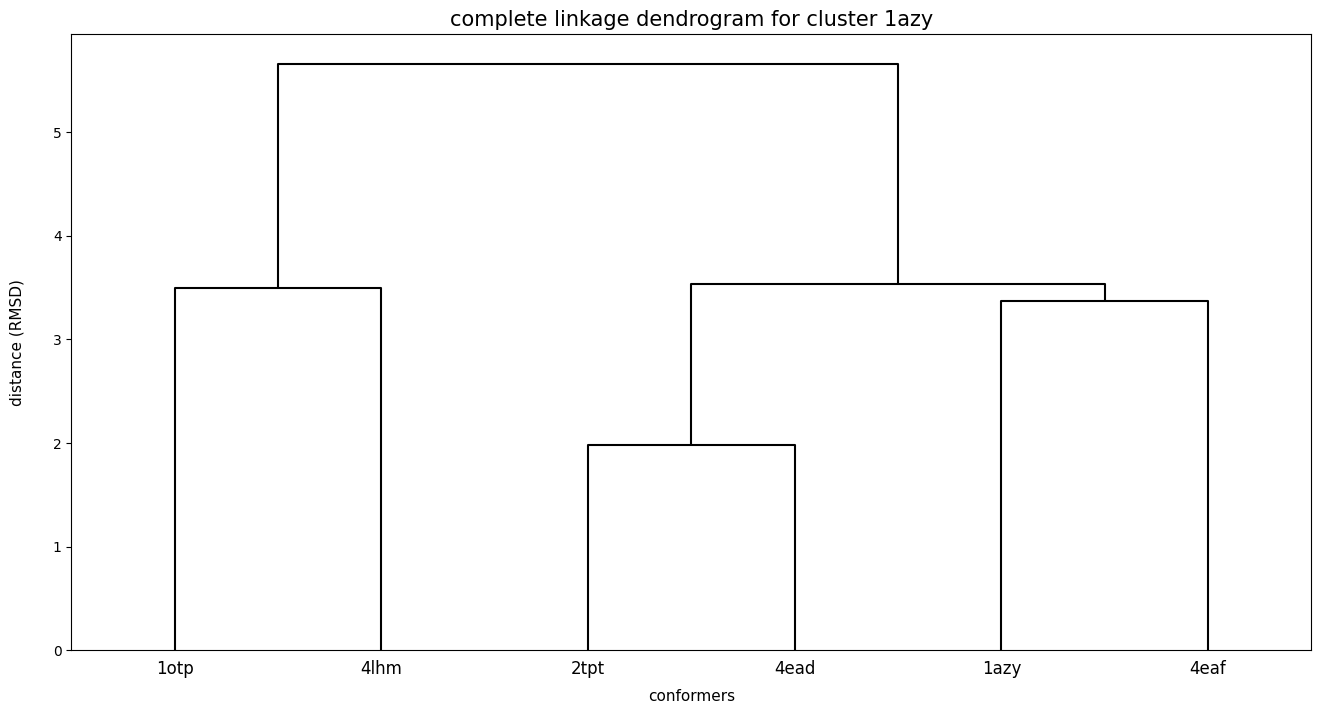 complete linkage dendrogram for cluster 1azy
distance (RMSD)
5
4
3
2
1
0
1otp 4lhm 2tpt 4ead 1azy 4eaf
conformers